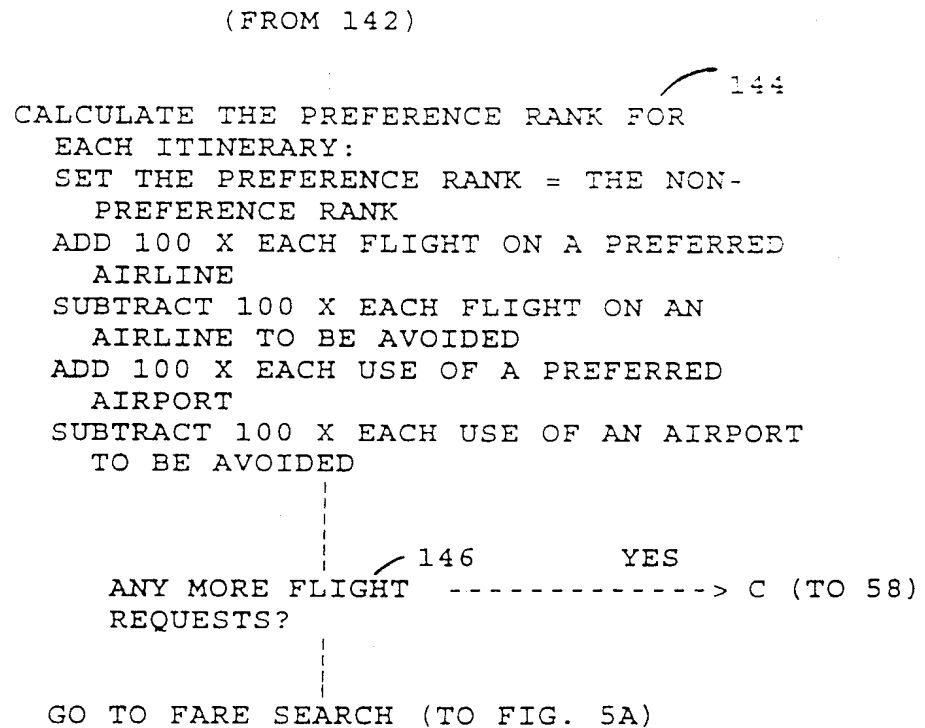 (FROM 142)
144
CALCULATE THE PREFERENCE RANK FOR
EACH ITINERARY:
SET THE PREFERENCE RANK = THE NON-
PREFERENCE RANK
ADD 100 X EACH FLIGHT ON A PREFERRED
AIRLINE
SUBTRACT 100 X EACH FLIGHT ON AN
AIRLINE TO BE AVOIDED
ADD 100 X EACH USE OF A PREFERRED
AIRPORT
SUBTRACT 100 X EACH USE OF AN AIRPORT
TO BE AVOIDED
146 YES
ANY MORE FLIGHT -------------> C (TO 58)
REQUESTS?
GO TO FARE SEARCH (TO FIG. 5A)